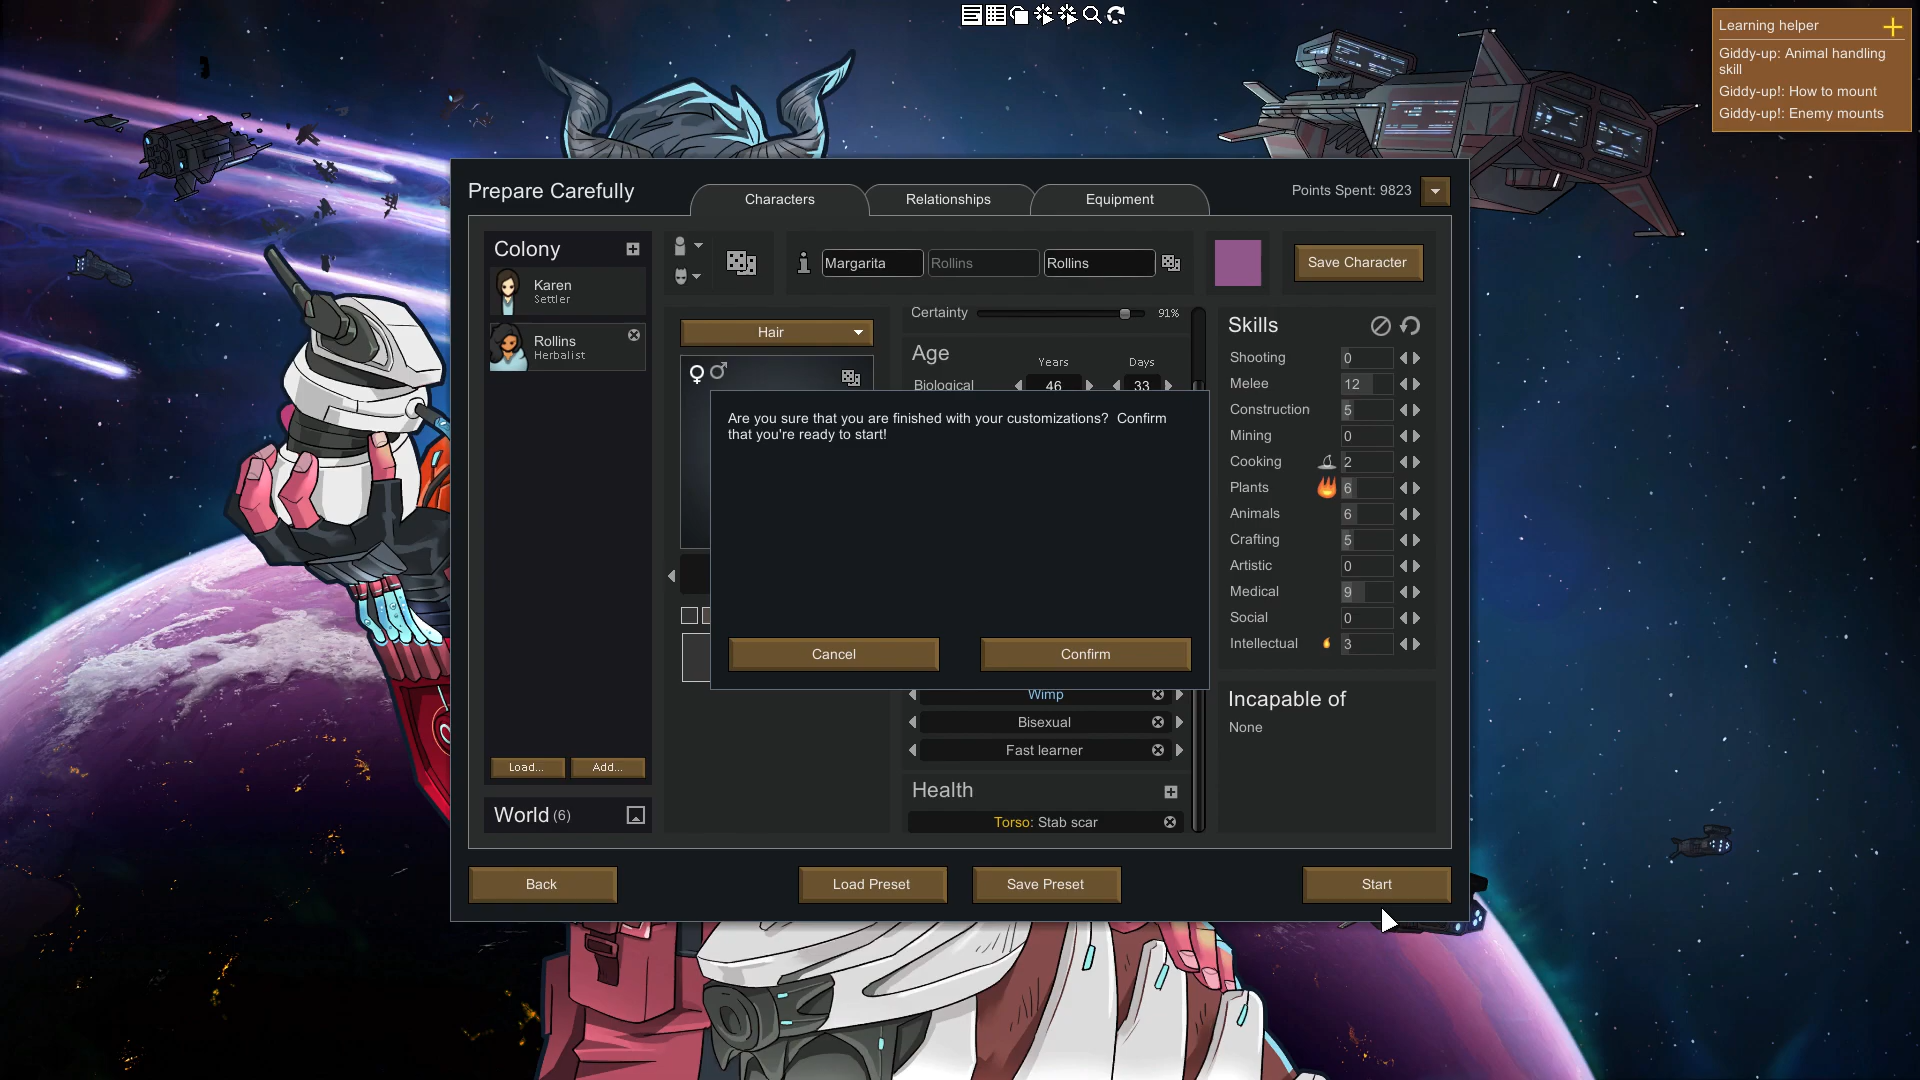 Learning helper
Giddy-up: Animal handling
skill
Giddy-up!: How to mount
Giddy-up!: Enemy mounts
Prepare Carefully
Characters
Relationships
Equipment
Points Spent: 9823
Colony
Karen
Settler
Rollins
Herbalist
Load...
Add...
World (6)
Margarita
Rollins
Rollins
Save Character
Hair
Certainty
91%
Age
Years
Days
Biological
46
33
Are you sure that you are finished with your customizations?  Confirm
that you're ready to start!
Cancel
Confirm
Wimp
Bisexual
Fast learner
Health
Torso: Stab scar
Skills
Shooting 0
Melee 12
Construction 5
Mining 0
Cooking 2
Plants 6
Animals 6
Crafting 5
Artistic 0
Medical 9
Social 0
Intellectual 3
Incapable of
None
Back
Load Preset
Save Preset
Start